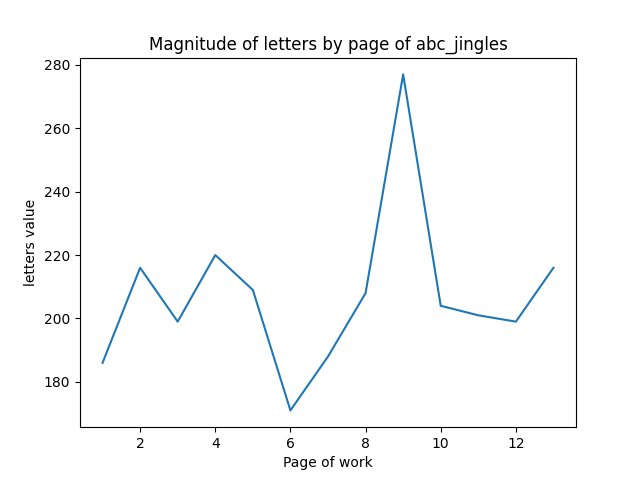 Magnitude of letters by page of abc_jingles
280
260
240
220
200
180
letters value
2 4 6 8 10 12
Page of work